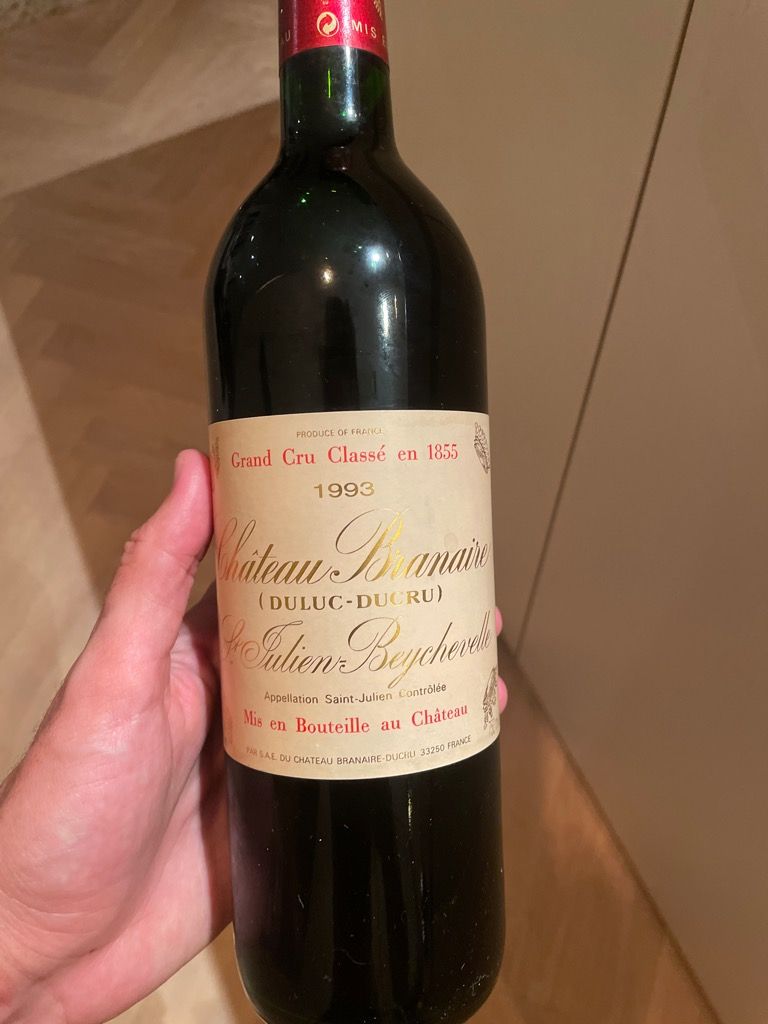 MIS
PRODUCE OF FRANCE
Grand Cru Classé en 1855
1993
Château Branaire
(DULUC-DUCRU)
St Julien-Beychevelle
Appellation Saint-Julien Contrôlée
Mis en Bouteille au Château
PAR S.A.E. DU CHATEAU BRANAIRE-DUCRU 33250 FRANCE